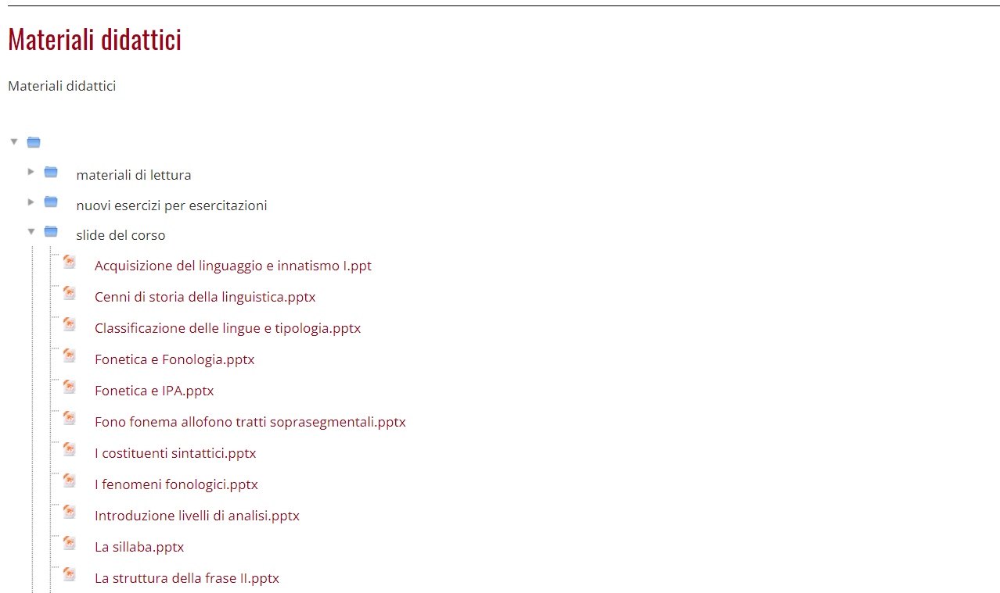 Materiali didattici
Materiali didattici
materiali di lettura
nuovi esercizi per esercitazioni
slide del corso
Acquisizione del linguaggio e innatismo I.ppt
Cenni di storia della linguistica.pptx
Classificazione delle lingue e tipologia.pptx
Fonetica e Fonologia.pptx
Fonetica e IPA.pptx
Fono fonema allofono tratti soprasegmentali.pptx
I costituenti sintattici.pptx
I fenomeni fonologici.pptx
Introduzione livelli di analisi.pptx
La sillaba.pptx
La struttura della frase II.pptx